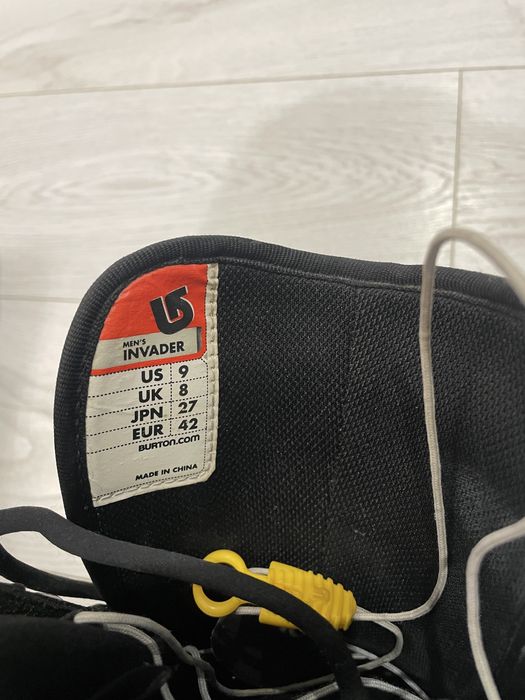 MEN'S
INVADER
US 9
UK 8
JPN 27
EUR 42
BURTON.COM
MADE IN CHINA